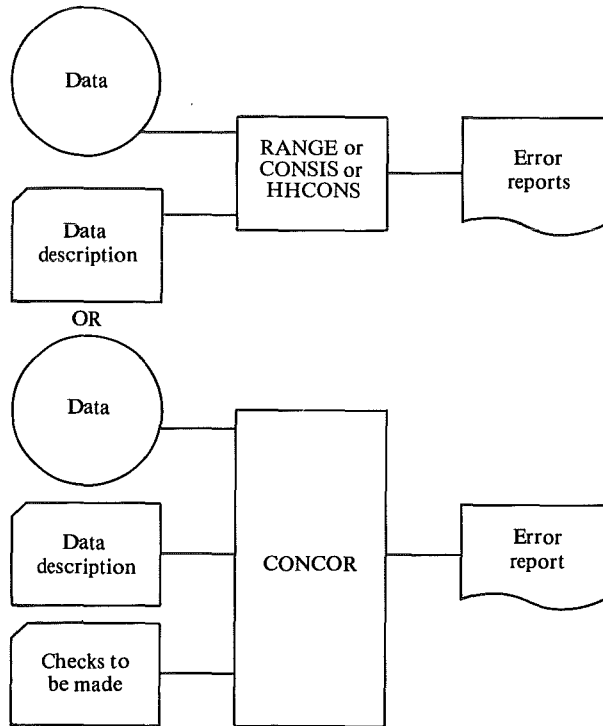 Data
RANGE or
CONSIS or
HHCONS
Error
reports
Data
description
OR
Data
Data
description
CONCOR
Error
report
Checks to
be made